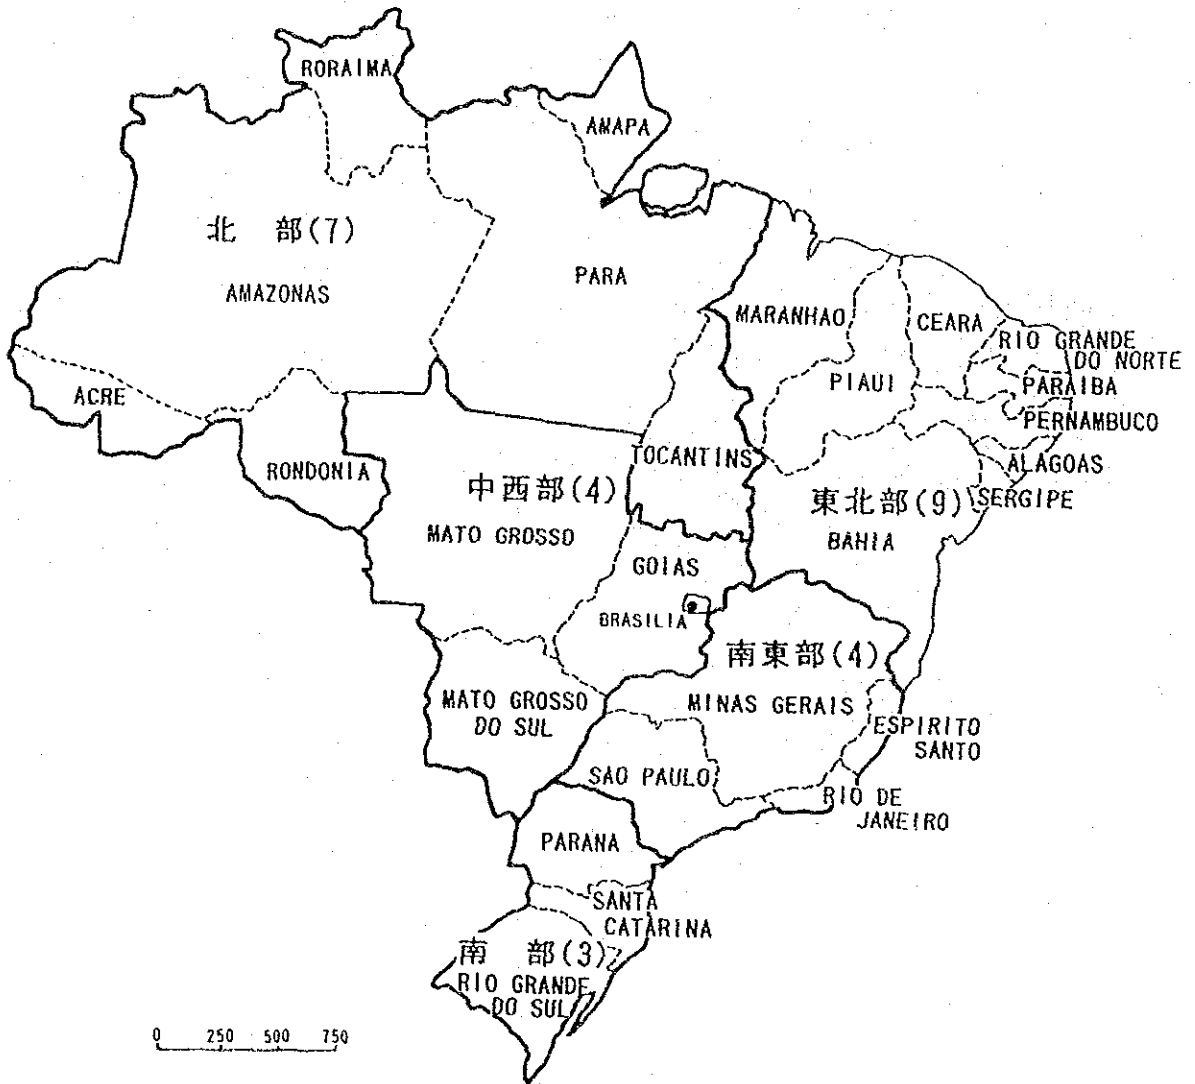 RORAIMA
AMAPA
北 部(7)
AMAZONAS
PARA
MARANHAO
CEARA
RIO GRANDE
DO NORTE
PIAUI
PARAIBA
ACRE
PERNAMBUCO
RONDONIA
TOCANTINS
ALAGOAS
中西部(4)
東北部(9)
SERGIPE
MATO GROSSO
BAHIA
GOIAS
BRASILIA
南東部(4)
MATO GROSSO
DO SUL
MINAS GERAIS
ESPIRITO
SANTO
SAO PAULO
RIO DE
JANEIRO
PARANA
SANTA
CATARINA
南 部(3)
RIO GRANDE
DO SUL
0 250 500 750